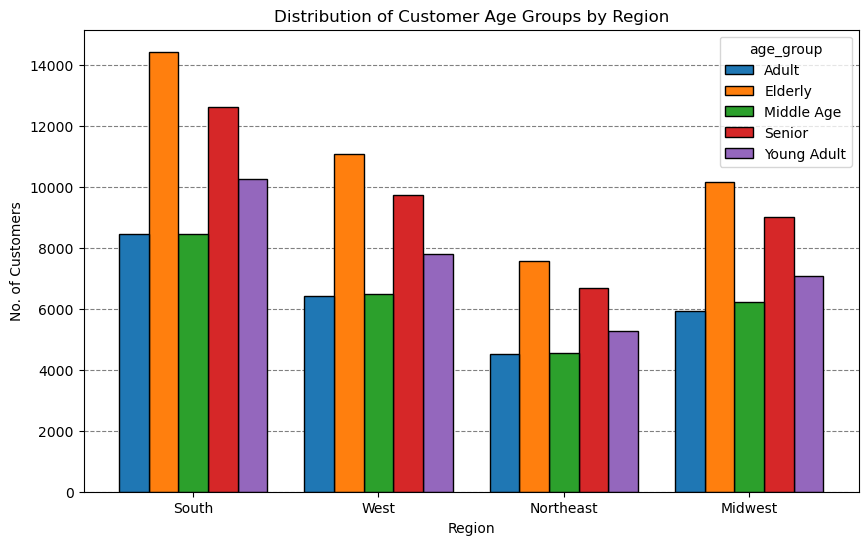 Distribution of Customer Age Groups by Region
No. of Customers
14000
12000
10000
8000
6000
4000
2000
0
age_group
Adult
Elderly
Middle Age
Senior
Young Adult
South
West
Northeast
Midwest
Region